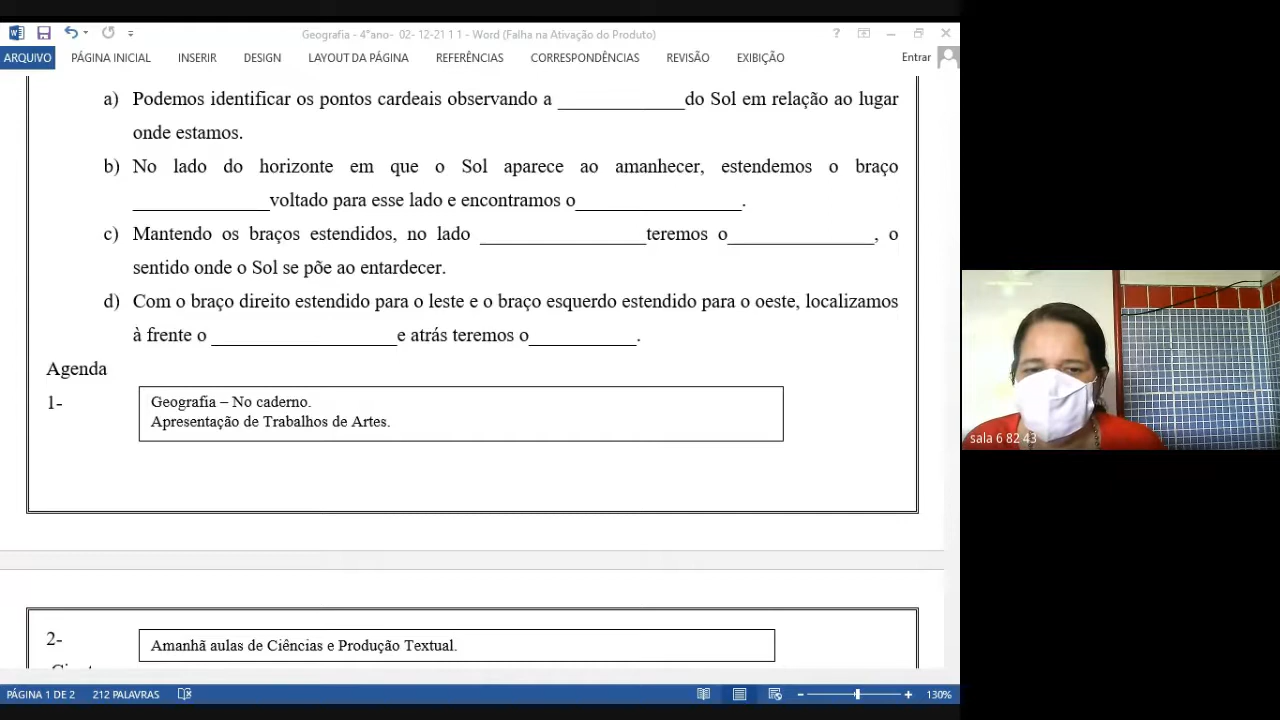 Geografia - 4°ano- 02- 12-21 1 1 - Word (Falha na Ativação do Produto)
?
ARQUIVO PÁGINA INICIAL INSERIR DESIGN LAYOUT DA PÁGINA REFERÊNCIAS CORRESPONDÊNCIAS REVISÃO EXIBIÇÃO Entrar
a) Podemos identificar os pontos cardeais observando a _____________do Sol em relação ao lugar
onde estamos.
b) No lado do horizonte em que o Sol aparece ao amanhecer, estendemos o braço
______________voltado para esse lado e encontramos o_________________.
c) Mantendo os braços estendidos, no lado _________________teremos o_______________, o
sentido onde o Sol se põe ao entardecer.
d) Com o braço direito estendido para o leste e o braço esquerdo estendido para o oeste, localizamos
à frente o ___________________e atrás teremos o___________.
Agenda
1-
Geografia – No caderno.
Apresentação de Trabalhos de Artes.
sala 6 82 43
2-
Amanhã aulas de Ciências e Produção Textual.
PÁGINA 1 DE 2 212 PALAVRAS 130%